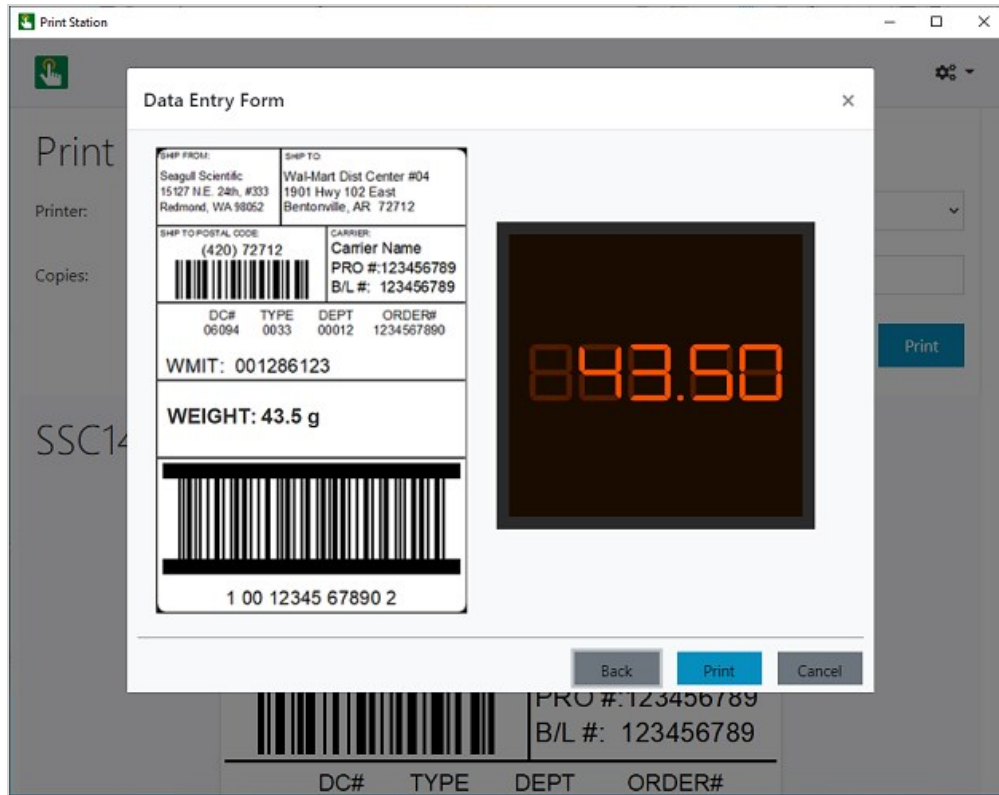 Print Station
Print
Printer:
Copies:
Print
SSC14
Data Entry Form
SHIP FROM:
Seagull Scientific
15127 N.E. 24th, #333
Redmond, WA 98052
SHIP TO
Wal-Mart Dist Center #04
1901 Hwy 102 East
Bentonville, AR 72712
SHIP TO POSTAL CODE
(420) 72712
CARRIER:
Carrier Name
PRO #:123456789
B/L #: 123456789
DC# TYPE DEPT ORDER#
06094 0033 00012 1234567890
WMIT: 001286123
WEIGHT: 43.5 g
1 00 12345 67890 2
43.50
Back Print Cancel
PRO #:123456789
B/L #: 123456789
DC# TYPE DEPT ORDER#